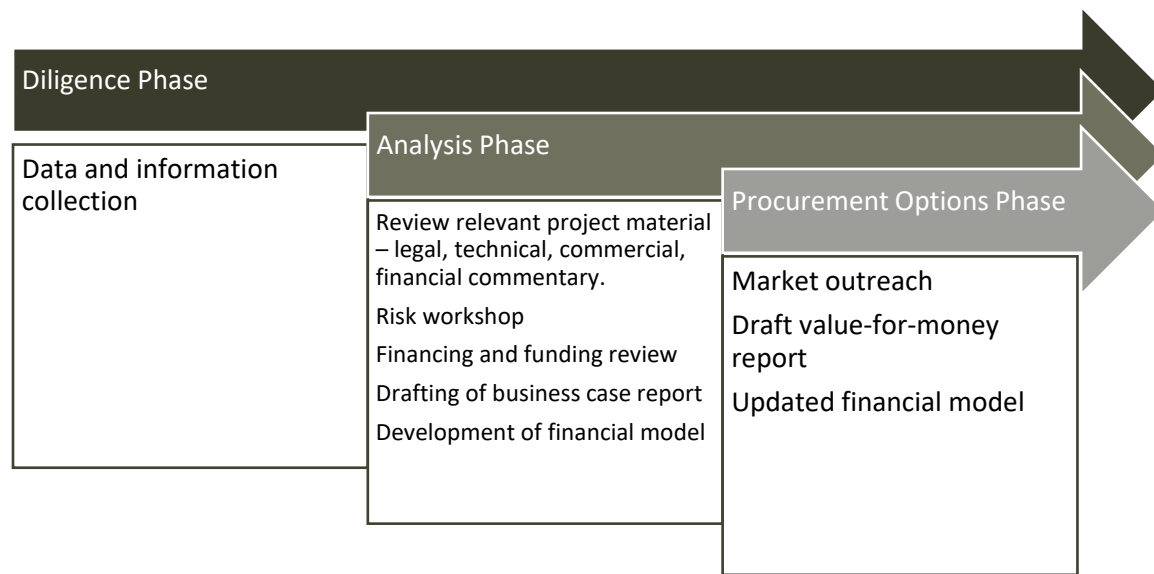 Diligence Phase
Data and information
collection
Analysis Phase
Review relevant project material
– legal, technical, commercial,
financial commentary.
Risk workshop
Financing and funding review
Drafting of business case report
Development of financial model
Procurement Options Phase
Market outreach
Draft value-for-money
report
Updated financial model